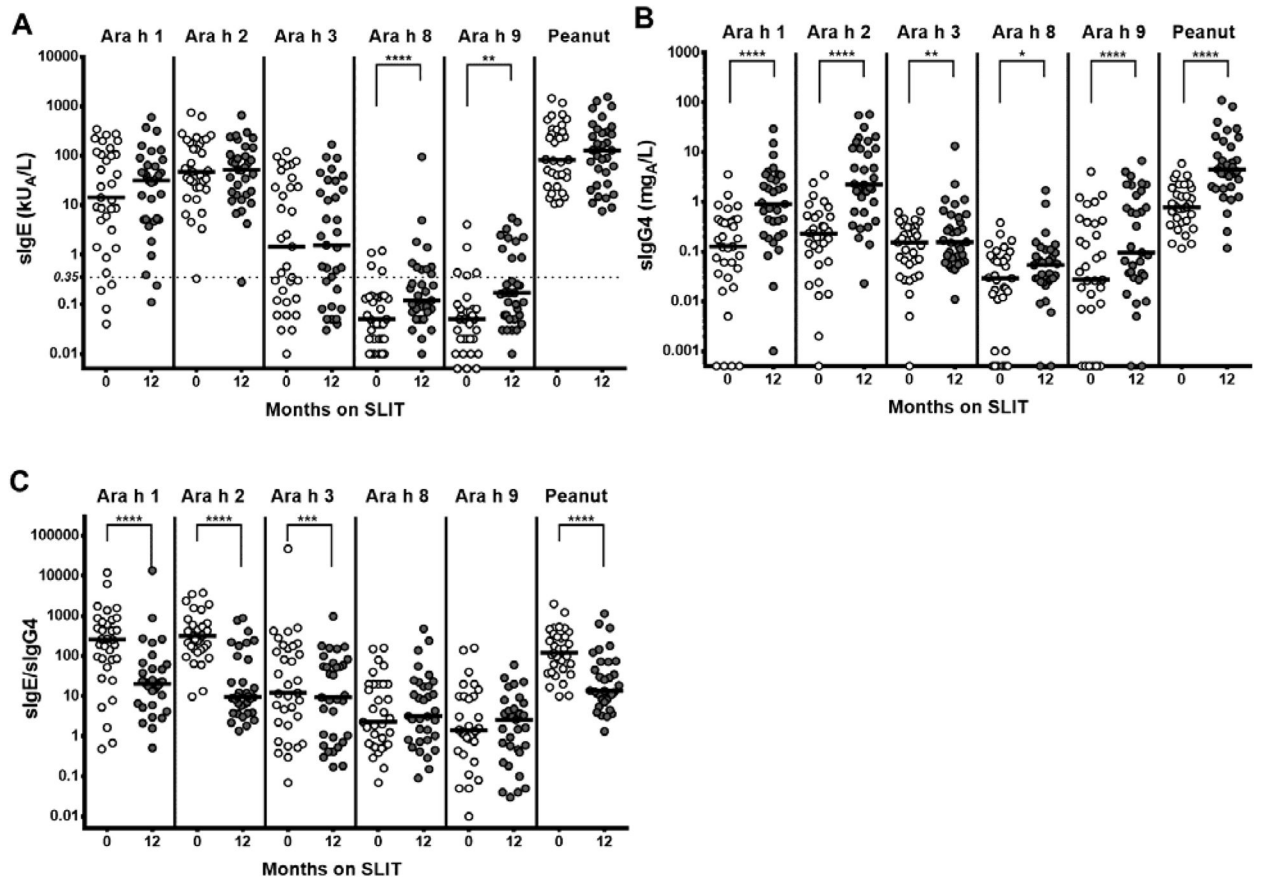 A
Ara h 1 Ara h 2 Ara h 3 Ara h 8 Ara h 9 Peanut
**** **
sIgE (kUA/L)
10000
1000
100
10
1
0.35
0.1
0.01
0 12 0 12 0 12 0 12 0 12 0 12
Months on SLIT
B
Ara h 1 Ara h 2 Ara h 3 Ara h 8 Ara h 9 Peanut
**** **** ** * **** ****
sIgG4 (mgA/L)
1000
100
10
1
0.1
0.01
0.001
0 12 0 12 0 12 0 12 0 12 0 12
Months on SLIT
C
Ara h 1 Ara h 2 Ara h 3 Ara h 8 Ara h 9 Peanut
**** **** *** ****
sIgE/sIgG4
100000
10000
1000
100
10
1
0.1
0.01
0 12 0 12 0 12 0 12 0 12 0 12
Months on SLIT